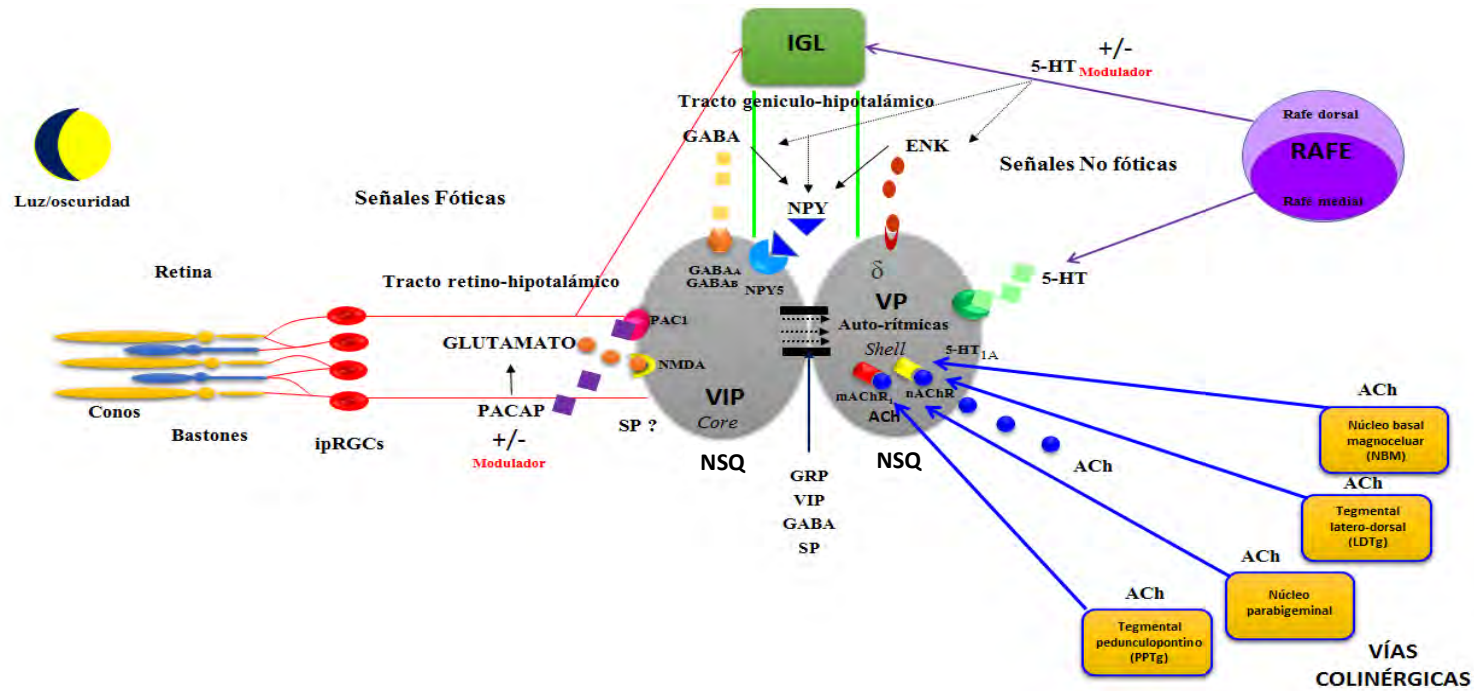 IGL
5-HT
+/-
Modulador
Tracto geniculo-hipotalámico
GABA
ENK
NPY
Señales No fóticas
Rafe dorsal
RAFE
Rafe medial
Luz/oscuridad
Señales Fóticas
Retina
Tracto retino-hipotalámico
GABAA
GABAB
NPY5
δ
VP
Auto-rítmicas
Shell
5-HT
5-HT1A
PAC1
GLUTAMATO
NMDA
VIP
Core
mAChR1
nAChR
ACH
Conos
Bastones
ipRGCs
PACAP
+/-
Modulador
SP ?
NSQ
NSQ
GRP
VIP
GABA
SP
ACh
ACh
Núcleo basal
magnoceluar
(NBM)
ACh
Tegmental
latero-dorsal
(LDTg)
ACh
Núcleo
parabigeminal
ACh
Tegmental
pedunculopontino
(PPTg)
VÍAS
COLINÉRGICAS